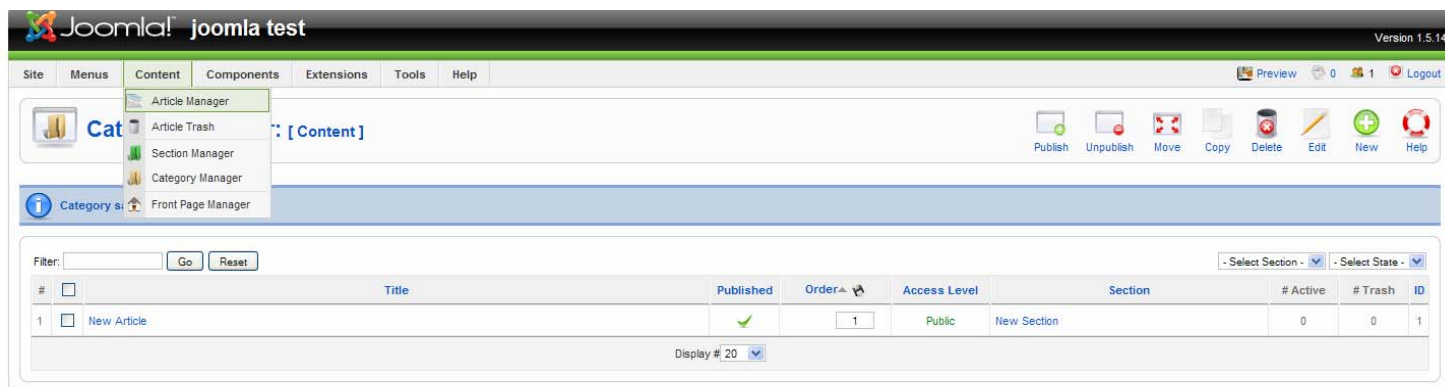 Joomla! joomla test
Version 1.5.14
Site Menus Content Components Extensions Tools Help Preview 0 1 Logout
Article Manager
Article Trash
Section Manager
Category Manager
Front Page Manager
Cat r: [ Content ]
Publish Unpublish Move Copy Delete Edit New Help
Category s
Filter: Go Reset - Select Section - - Select State -
# Title Published Order Access Level Section # Active # Trash ID
1 New Article 1 Public New Section 0 0 1
Display # 20